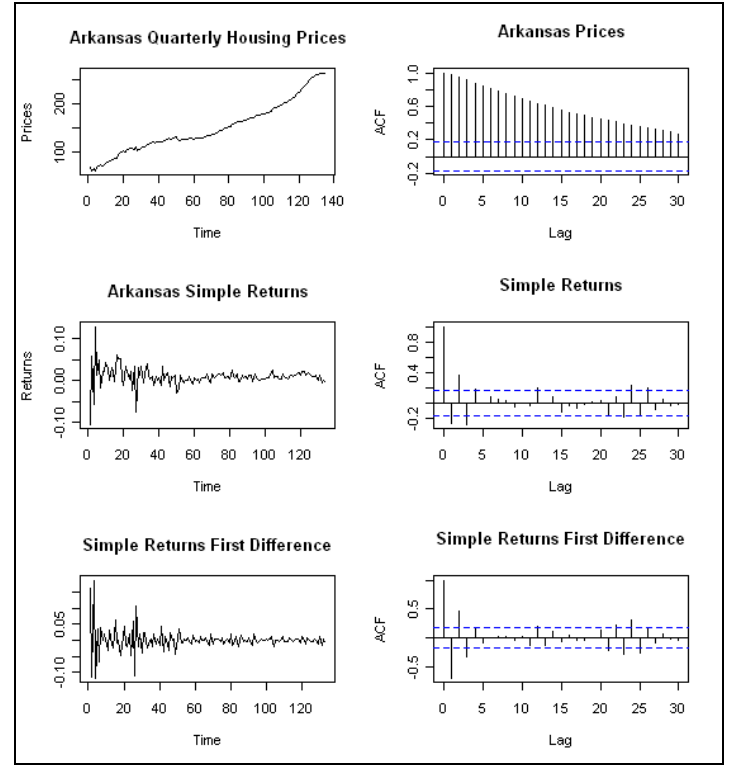 Arkansas Quarterly Housing Prices
Prices
100 200
0 20 40 60 80 100 120 140
Time
Arkansas Prices
ACF
-0.2 0.2 0.6 1.0
0 5 10 15 20 25 30
Lag
Arkansas Simple Returns
Returns
-0.10 0.00 0.10
0 20 40 60 80 100 120
Time
Simple Returns
ACF
-0.2 0.4 0.8
0 5 10 15 20 25 30
Lag
Simple Returns First Difference
-0.10 0.05
0 20 40 60 80 100 120
Time
Simple Returns First Difference
ACF
-0.5 0.5
0 5 10 15 20 25 30
Lag